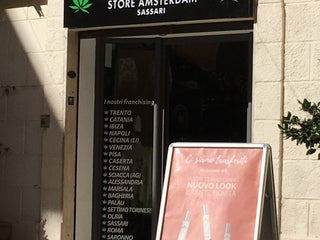 STORE AMSTERDAM
SASSARI
I nostri franchising
TRENTO
CATANIA
IBIZA
NAPOLI
CECINA (LI)
VENEZIA
PISA
CASERTA
CESENA
SCIACCA (AG)
ALESSANDRIA
MARSALA
BAGHERIA
PALAU
SETTIMO TORINESE
OLBIA
SASSARI
ROMA
SARONNO
Ci siamo trasferiti
NUOVO LOOK